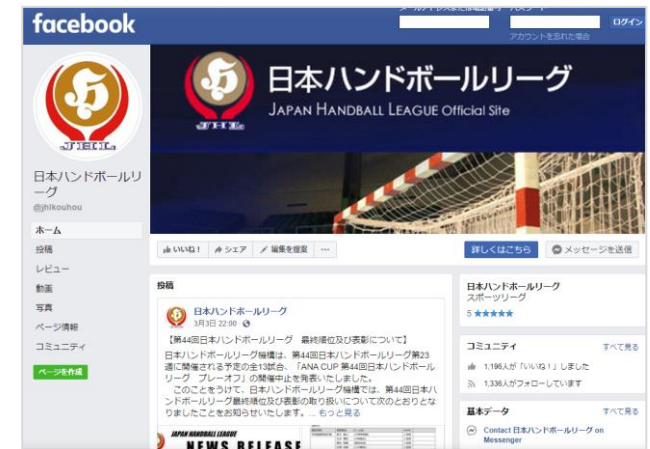 facebook
ログイン
アカウントを忘れた場合
日本ハンドボールリーグ
JAPAN HANDBALL LEAGUE Official Site
JHL
日本ハンドボールリ
ーグ
@jhlkouhou
ホーム
投稿
レビュー
動画
写真
ページ情報
コミュニティ
ページを作成
いいね！ シェア 編集を提案 ...
詳しくはこちら メッセージを送信
投稿
日本ハンドボールリーグ
3月3日 22:00
【第44回日本ハンドボールリーグ 最終順位及び表彰について】
日本ハンドボールリーグ機構は、第44回日本ハンドボールリーグ第23
週に開催される予定の全13試合、「ANA CUP 第44回日本ハンドボール
リーグ プレーオフ」の開催中止を発表いたしました。
このことをうけて、日本ハンドボールリーグ機構では、第44回日本ハ
ンドボールリーグ最終順位及び表彰の取り扱いについて次のとおりとな
りましたことをお知らせいたします。... もっと見る
JAPAN HANDBALL LEAGUE
NEWS RELEASE
日本ハンドボールリーグ
スポーツリーグ
5 ★★★★★
コミュニティ すべて見る
1,196人が「いいね！」しました
1,336人がフォローしています
基本データ すべて見る
Contact 日本ハンドボールリーグ on
Messenger